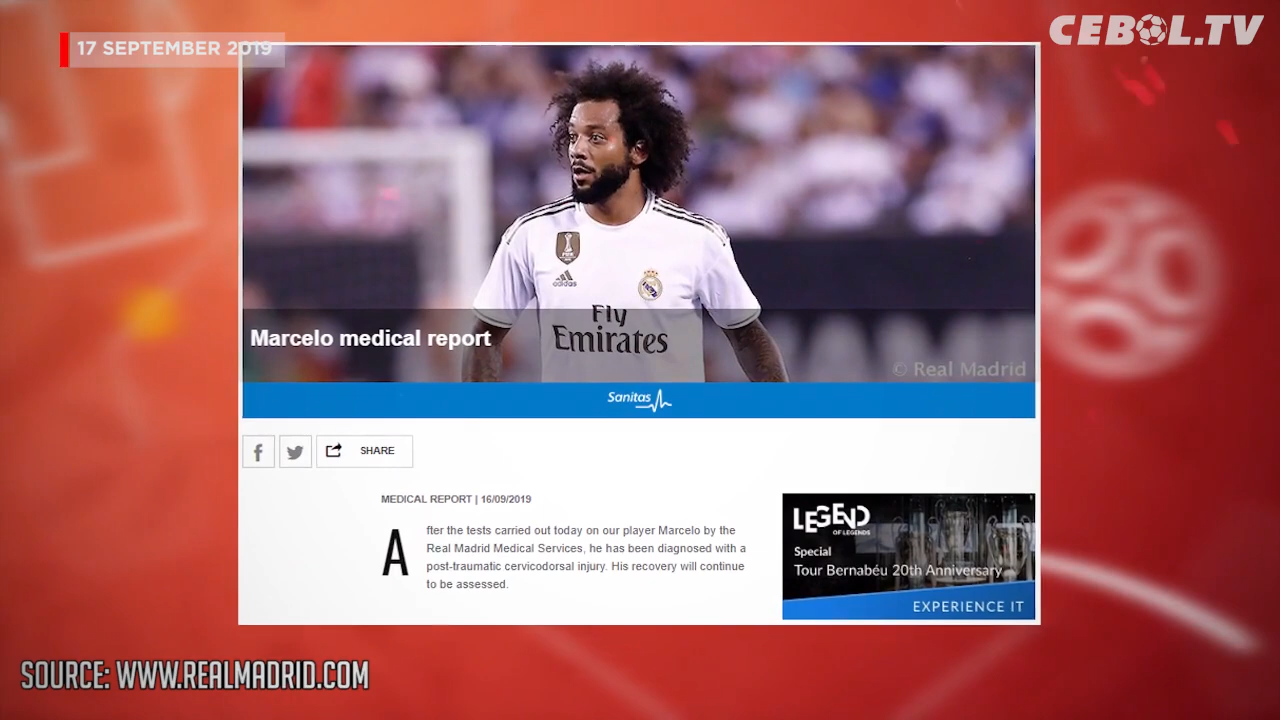 17 SEPTEMBER 2019
CEBOL.TV
adidas
Fly
Emirates
Marcelo medical report
© Real Madrid
Sanitas
SHARE
MEDICAL REPORT | 16/09/2019
After the tests carried out today on our player Marcelo by the
Real Madrid Medical Services, he has been diagnosed with a
post-traumatic cervicodorsal injury. His recovery will continue
to be assessed.
LEGEND
OF LEGENDS
Special
Tour Bernabéu 20th Anniversary
EXPERIENCE IT
SOURCE: WWW.REALMADRID.COM